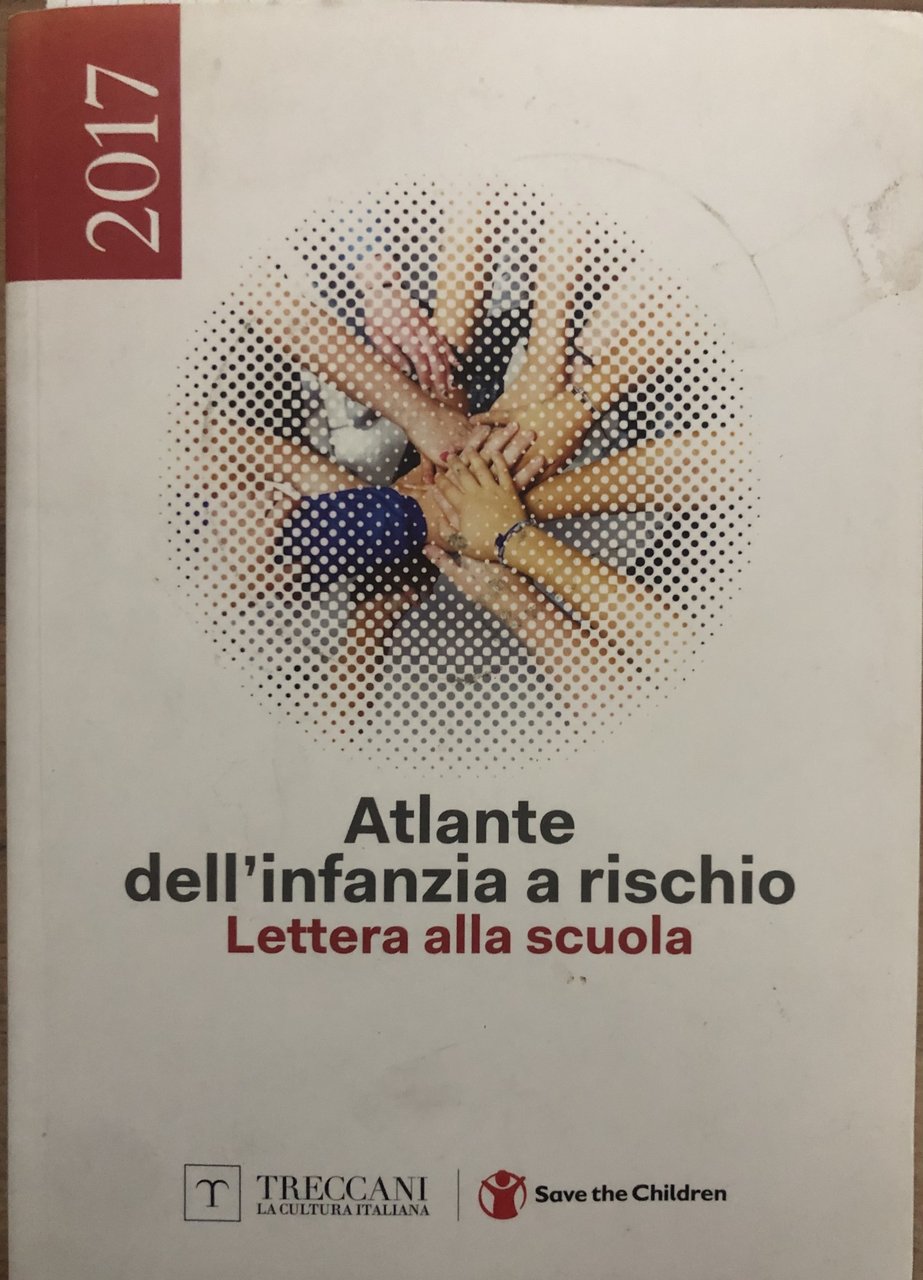 2017
Atlante
dell'infanzia a rischio
Lettera alla scuola
TRECCANI
LA CULTURA ITALIANA
Save the Children